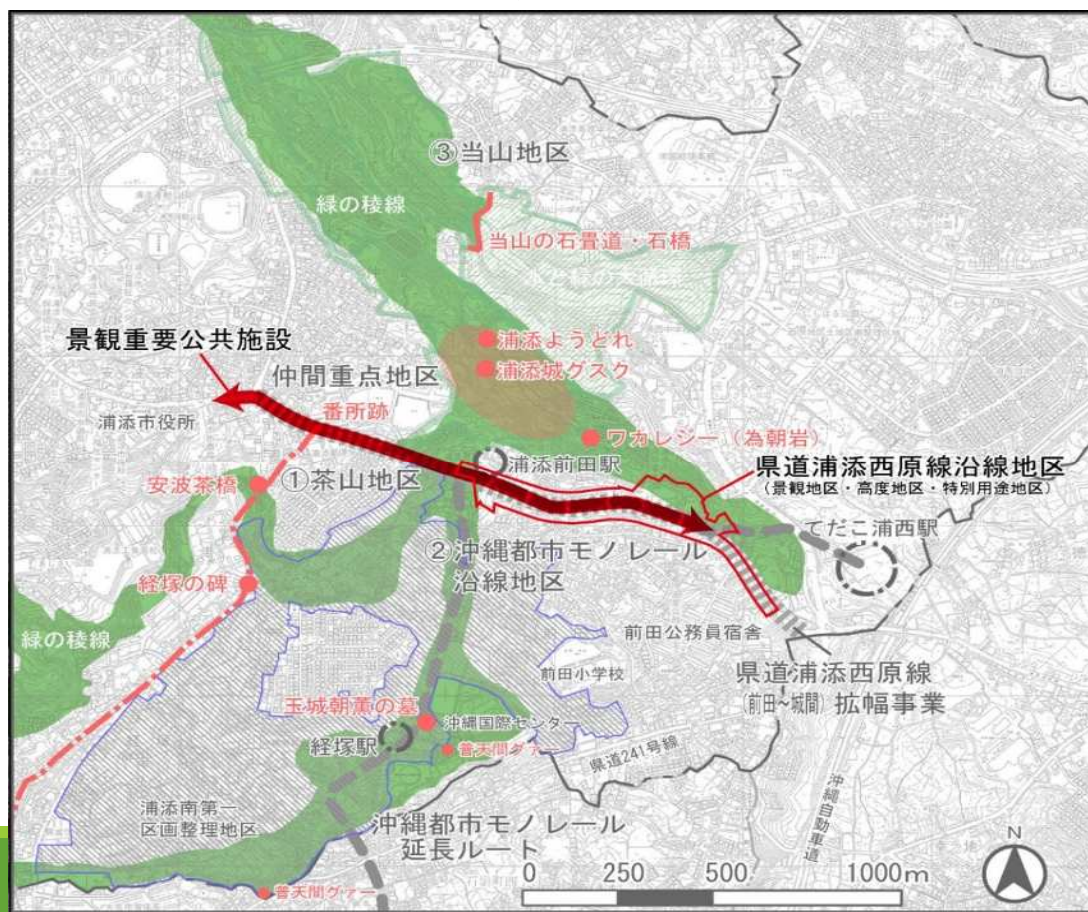 ③当山地区
緑の稜線
当山の石畳道・石橋
景観重要公共施設
浦添ようどれ
浦添城グスク
仲間重点地区
浦添市役所
番所跡
ワカレジー（為朝岩）
浦添前田駅
県道浦添西原線沿線地区
（景観地区・高度地区・特別用途地区）
安波茶橋
①茶山地区
てだこ浦西駅
②沖縄都市モノレール
沿線地区
経塚の碑
緑の稜線
前田公務員宿舎
前田小学校
県道浦添西原線
（前田～城間）拡幅事業
玉城朝薫の墓
沖縄国際センター
経塚駅
普天間グァー
県道241号線
沖縄自動車道
浦添南第一
区画整理地区
沖縄都市モノレール
延長ルート
普天間グァー
0 250 500 1000m
N